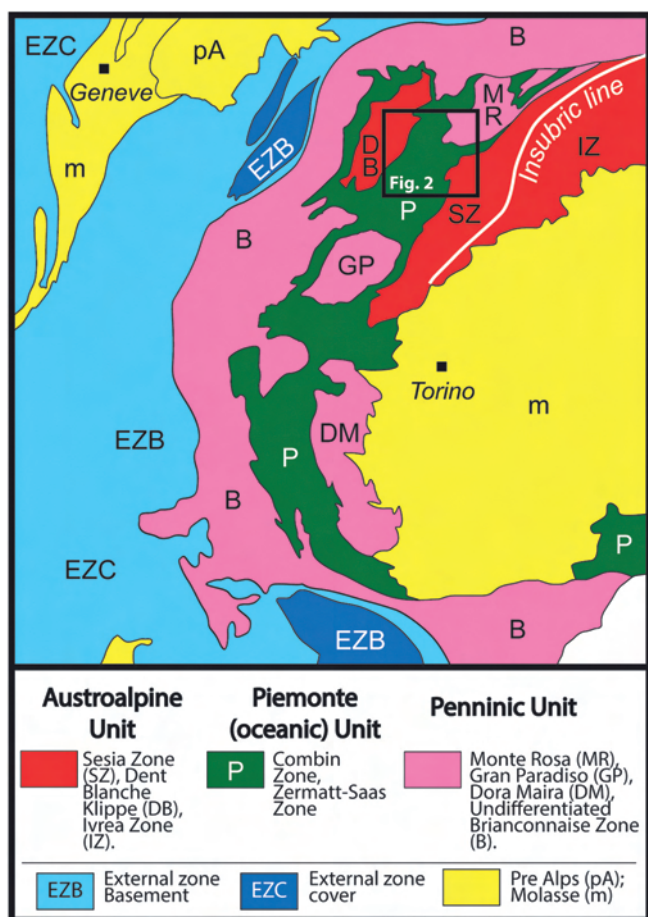 EZC
pA
B
Geneve
M
R
Insubric line
IZ
m
EZB
D
B
Fig. 2
P
SZ
B
GP
Torino
m
EZB
DM
P
B
P
EZC
EZB
B
Austroalpine
Unit
Sesia Zone
(SZ), Dent
Blanche
Klippe (DB),
Ivrea Zone
(IZ).
Piemonte
(oceanic) Unit
P
Combin
Zone,
Zermatt-Saas
Zone
Penninic Unit
Monte Rosa (MR),
Gran Paradiso (GP),
Dora Maira (DM),
Undifferentiated
Brianconnaise Zone
(B).
EZB
External zone
Basement
EZC
External zone
cover
Pre Alps (pA);
Molasse (m)